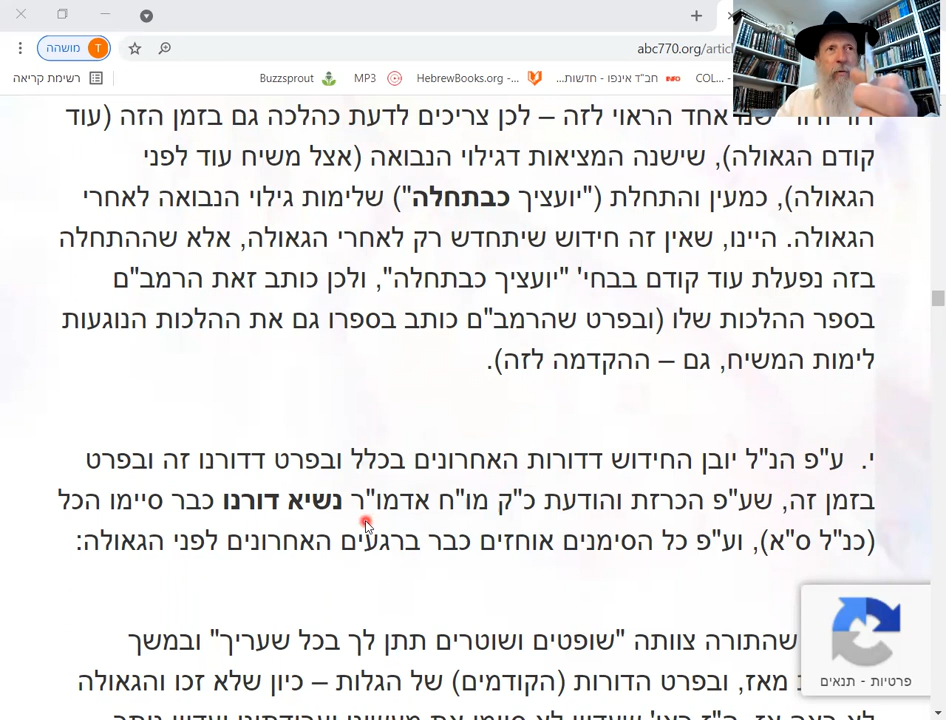 מושהה
abc770.org/artic
רשימת קריאה
Buzzsprout
MP3
HebrewBooks.org -...
חב"ד אינפו - חדשות...
COL...
אחד הראוי לזה – לכן צריכים לדעת כהלכה גם בזמן הזה (עוד
קודם הגאולה), שישנה המציאות דגילוי הנבואה (אצל משיח עוד לפני
הגאולה), כמעין והתחלת ("יועציך כבתחלה") שלימות גילוי הנבואה לאחרי
הגאולה. היינו, שאין זה חידוש שיתחדש רק לאחרי הגאולה, אלא שההתחלה
בזה נפעלת עוד קודם בבחי' "יועציך כבתחלה", ולכן כותב זאת הרמב"ם
בספר ההלכות שלו (ובפרט שהרמב"ם כותב בספרו גם את ההלכות הנוגעות
לימות המשיח, גם – ההקדמה לזה).
י. ע"פ הנ"ל יובן החידוש דדורות האחרונים בכלל ובפרט דדורנו זה ובפרט
בזמן זה, שע"פ הכרזת והודעת כ"ק מו"ח אדמו"ר נשיא דורנו כבר סיימו הכל
(כנ"ל ס"א), וע"פ כל הסימנים אוחזים כבר ברגעים האחרונים לפני הגאולה:
שהתורה צוותה "שופטים ושוטרים תתן לך בכל שעריך" ובמשך
מאז, ובפרט הדורות (הקודמים) של הגלות – כיון שלא זכו והגאולה
פרטיות - תנאים